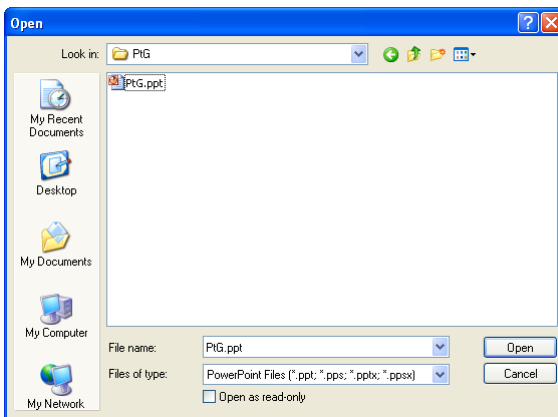 Open
Look in:
PtG
PtG.ppt
My Recent
Documents
Desktop
My Documents
My Computer
My Network
File name:
PtG.ppt
Open
Files of type:
PowerPoint Files (*.ppt; *.pps; *.pptx; *.ppsx)
Cancel
Open as read-only